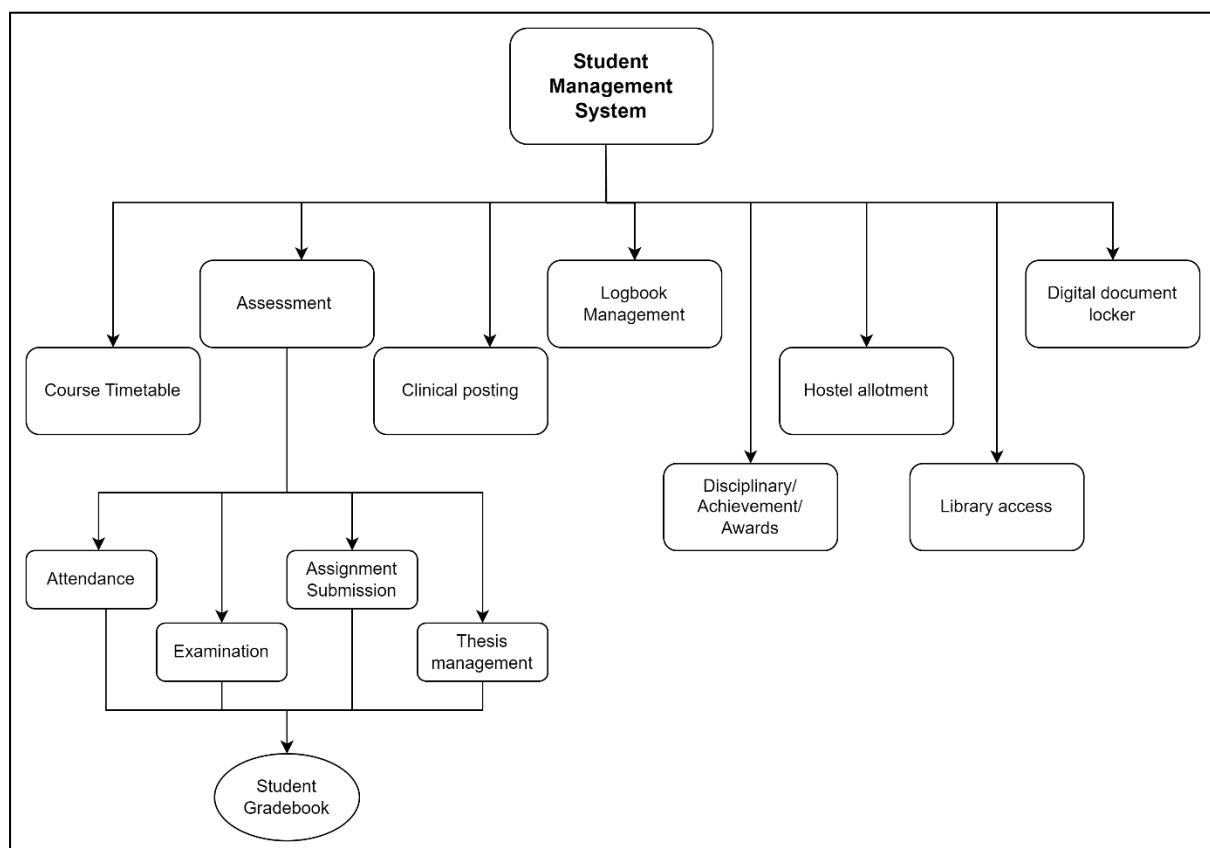 Student
Management
System
Assessment
Logbook
Management
Digital document
locker
Course Timetable
Clinical posting
Hostel allotment
Disciplinary/
Achievement/
Awards
Library access
Attendance
Assignment
Submission
Examination
Thesis
management
Student
Gradebook